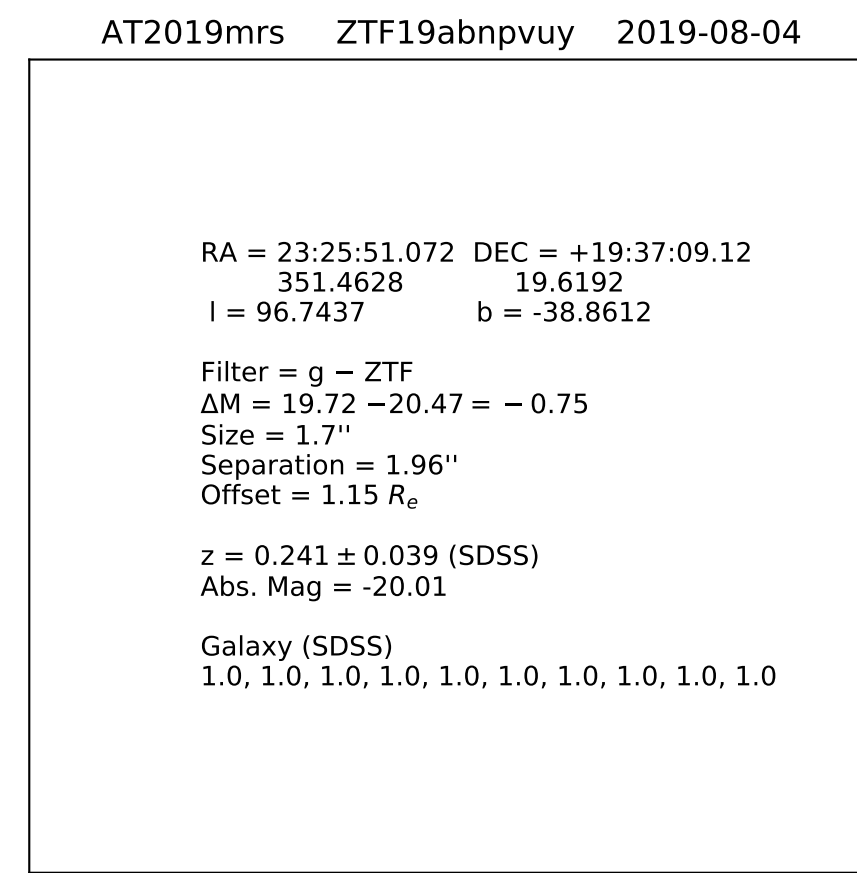 AT2019mrs ZTF19abnpvuy 2019-08-04
RA = 23:25:51.072 DEC = +19:37:09.12
351.4628 19.6192
l = 96.7437 b = -38.8612
Filter = g − ZTF
ΔM = 19.72 −20.47 = − 0.75
Size = 1.7''
Separation = 1.96''
Offset = 1.15 Rₑ
z = 0.241 ± 0.039 (SDSS)
Abs. Mag = -20.01
Galaxy (SDSS)
1.0, 1.0, 1.0, 1.0, 1.0, 1.0, 1.0, 1.0, 1.0, 1.0